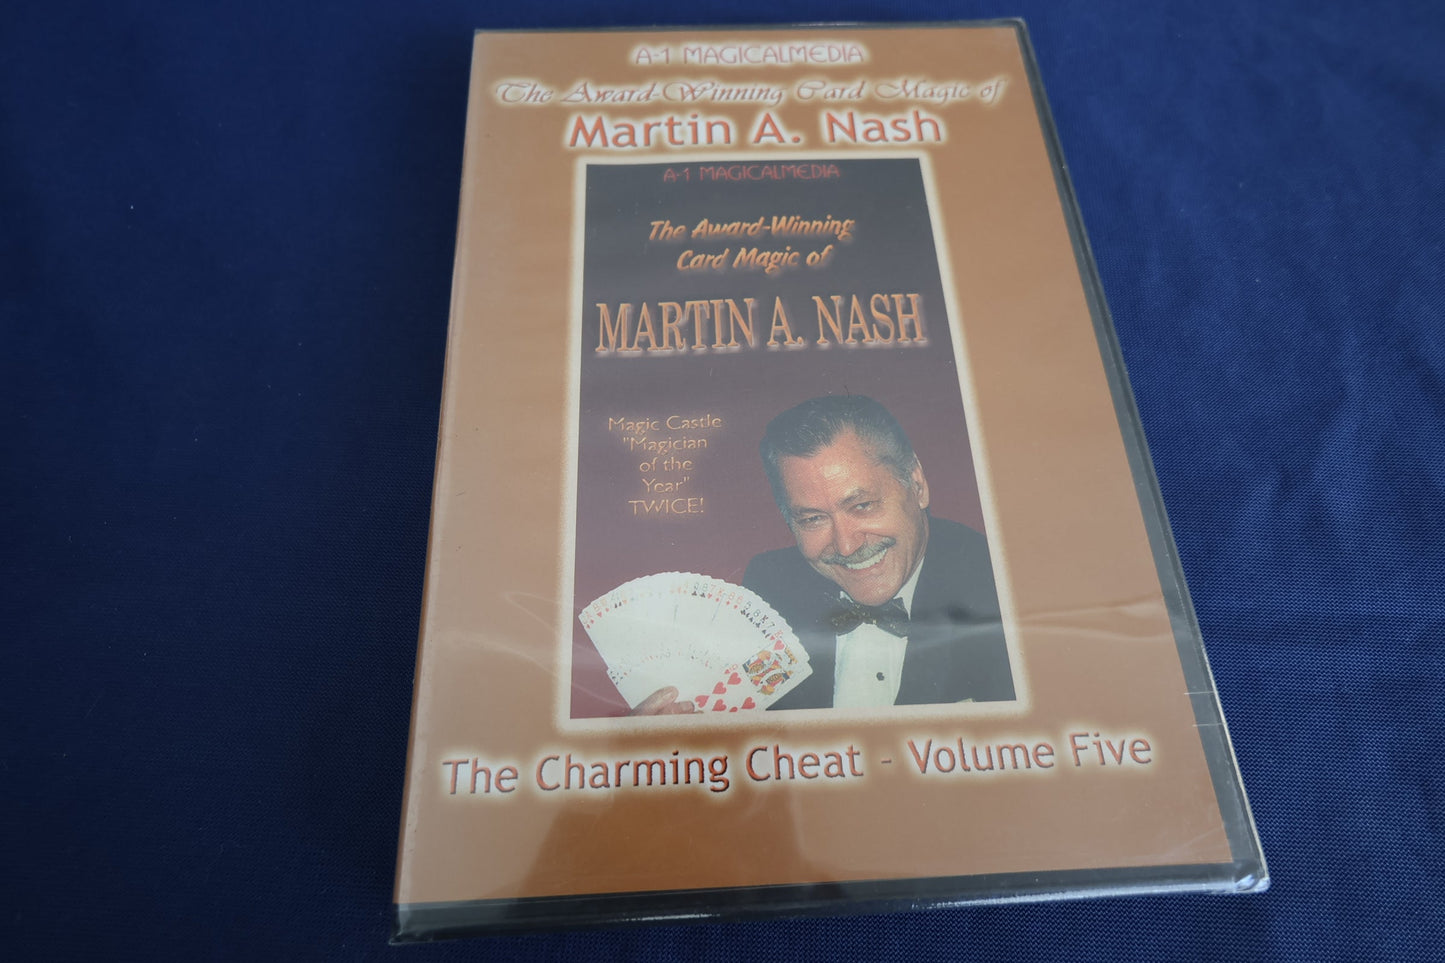 A-1 MAGICALMEDIA
The Award-Winning Card Magic of
Martin A. Nash
A-1 MAGICALMEDIA
The Award-Winning
Card Magic of
MARTIN A. NASH
Magic Castle
"Magician
of the
Year"
TWICE!
The Charming Cheat - Volume Five